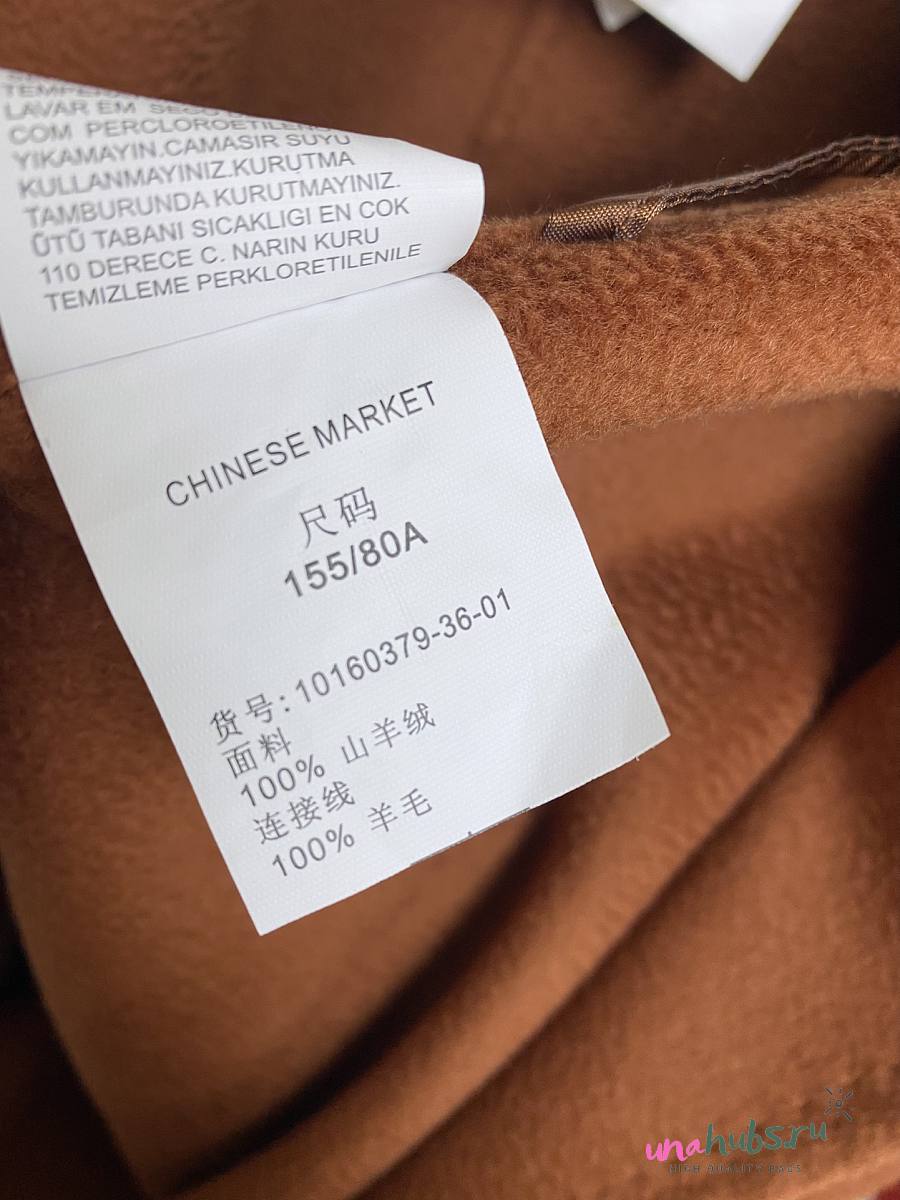 LAVAR EM SECO
COM PERCLOROETILENO
YIKAMAYIN.CAMASIR SUYU
KULLANMAYINIZ.KURUTMA
TAMBURUNDA KURUTMAYINIZ.
ÜTÜ TABANI SICAKLIGI EN COK
110 DERECE C. NARIN KURU
TEMIZLEME PERKLORETILENILE
CHINESE MARKET
尺码
155/80A
货号:10160379-36-01
面料
100% 山羊绒
连接线
100% 羊毛
unahubs.ru
HIGH QUALITY BAGS